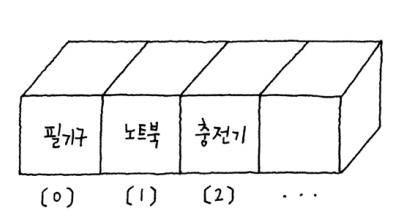 필기구 노트북 충전기
(0) (1) (2) ...